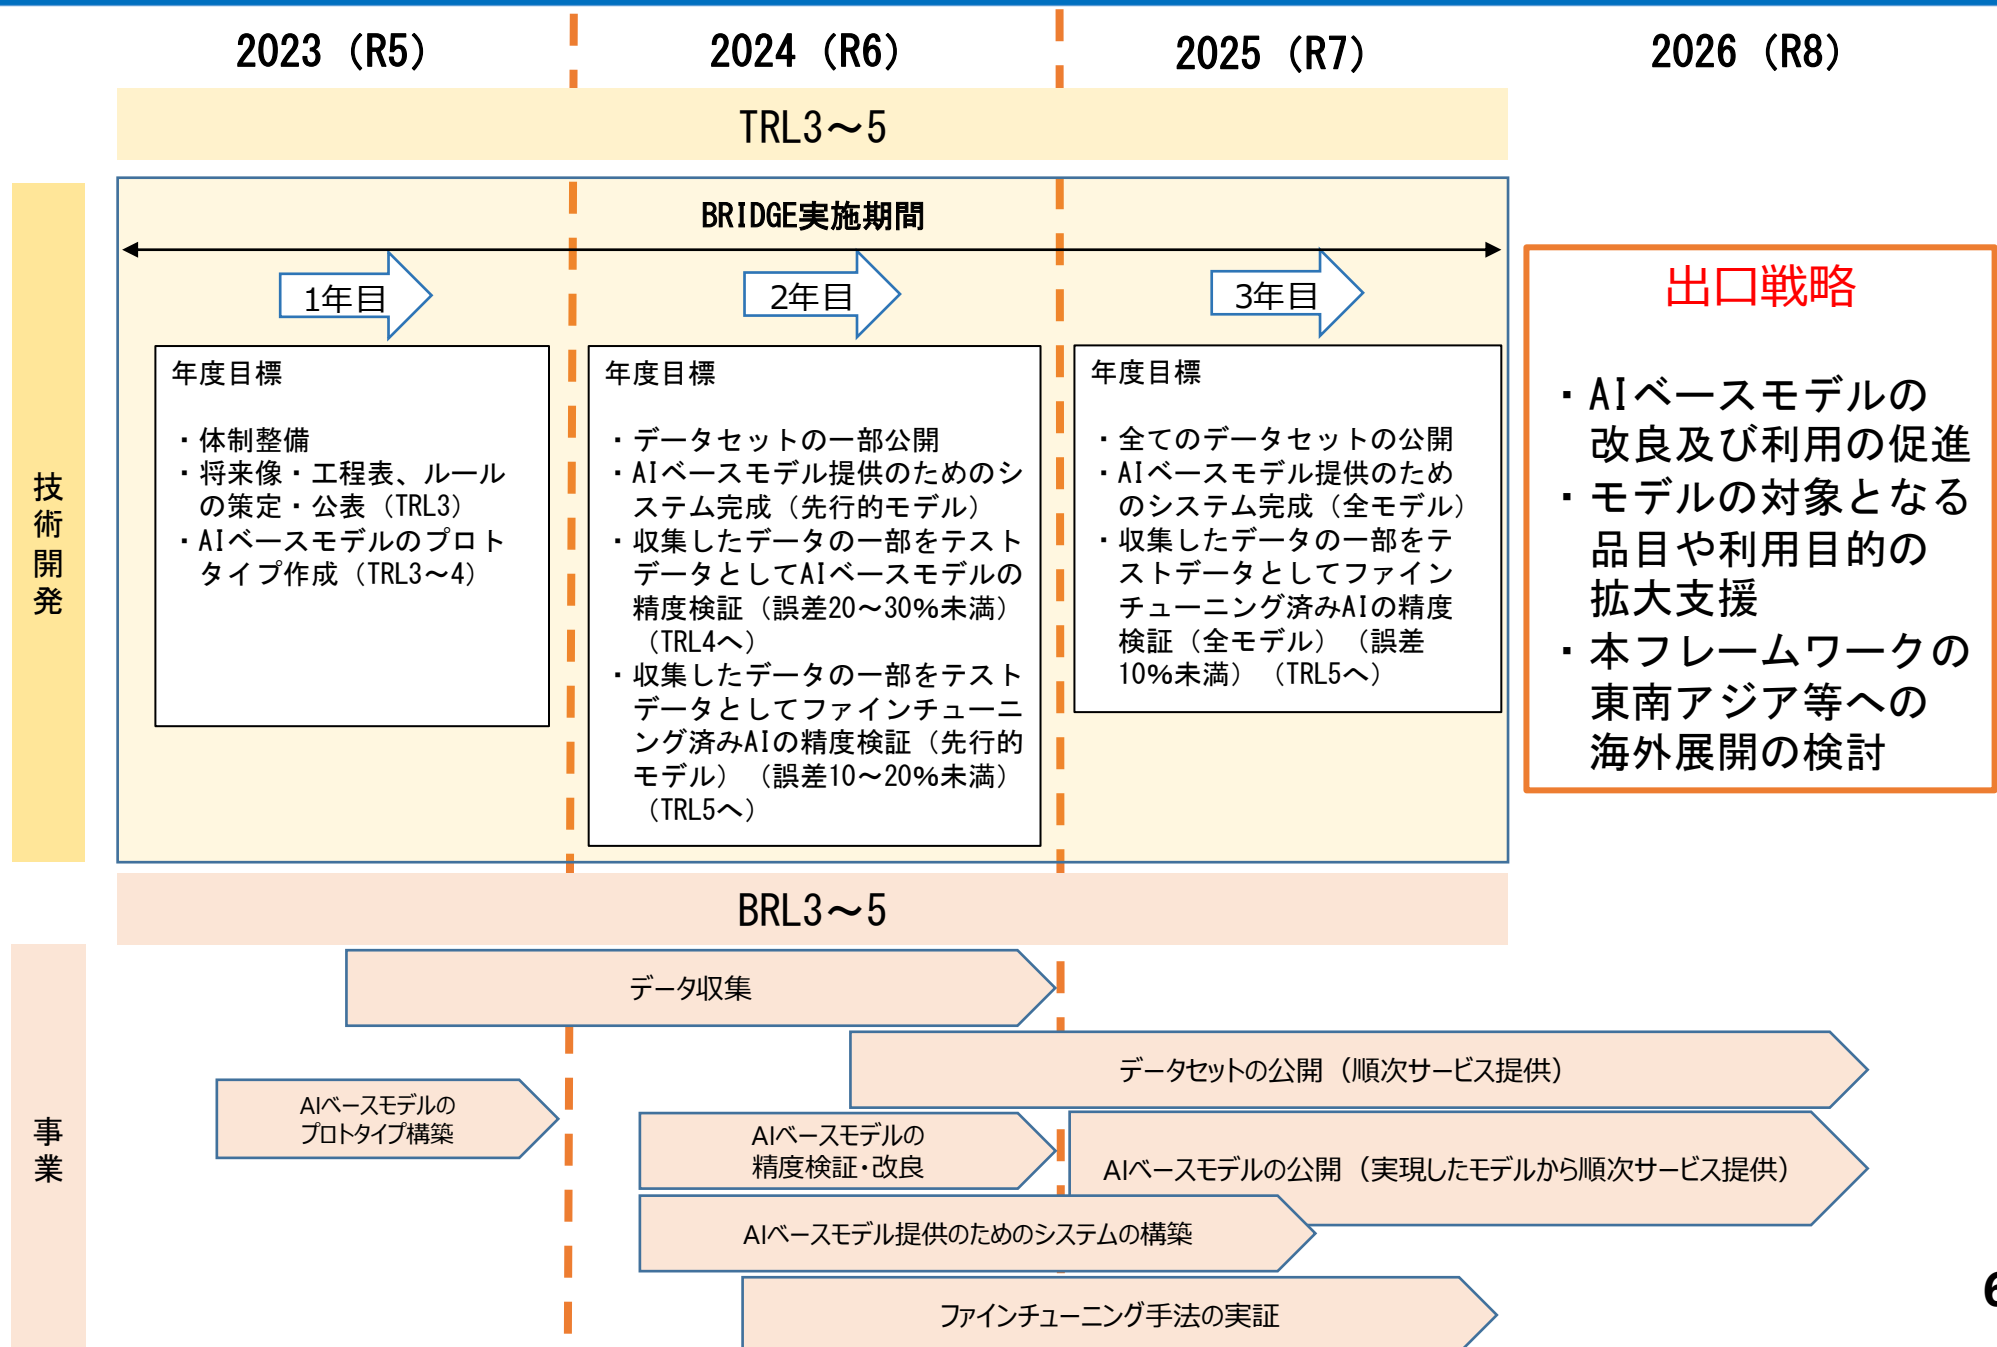 2023（R5）
2024（R6）
2025（R7）
2026（R8）
TRL3～5
技術開発
BRIDGE実施期間
1年目
2年目
3年目
年度目標
・体制整備
・将来像・工程表、ルール
の策定・公表（TRL3）
・AIベースモデルのプロト
タイプ作成（TRL3～4）
年度目標
・データセットの一部公開
・AIベースモデル提供のためのシ
ステム完成（先行的モデル）
・収集したデータの一部をテスト
データとしてAIベースモデルの
精度検証（誤差20～30%未満）
（TRL4へ）
・収集したデータの一部をテスト
データとしてファインチューニ
ング済みAIの精度検証（先行的
モデル）（誤差10～20%未満）
（TRL5へ）
年度目標
・全てのデータセットの公開
・AIベースモデル提供のため
のシステム完成（全モデル）
・収集したデータの一部をテ
ストデータとしてファイン
チューニング済みAIの精度
検証（全モデル）（誤差
10%未満）（TRL5へ）
出口戦略
・AIベースモデルの
改良及び利用の促進
・モデルの対象となる
品目や利用目的の
拡大支援
・本フレームワークの
東南アジア等への
海外展開の検討
BRL3～5
事業
データ収集
データセットの公開（順次サービス提供）
AIベースモデルの
プロトタイプ構築
AIベースモデルの
精度検証・改良
AIベースモデルの公開（実現したモデルから順次サービス提供）
AIベースモデル提供のためのシステムの構築
ファインチューニング手法の実証
6